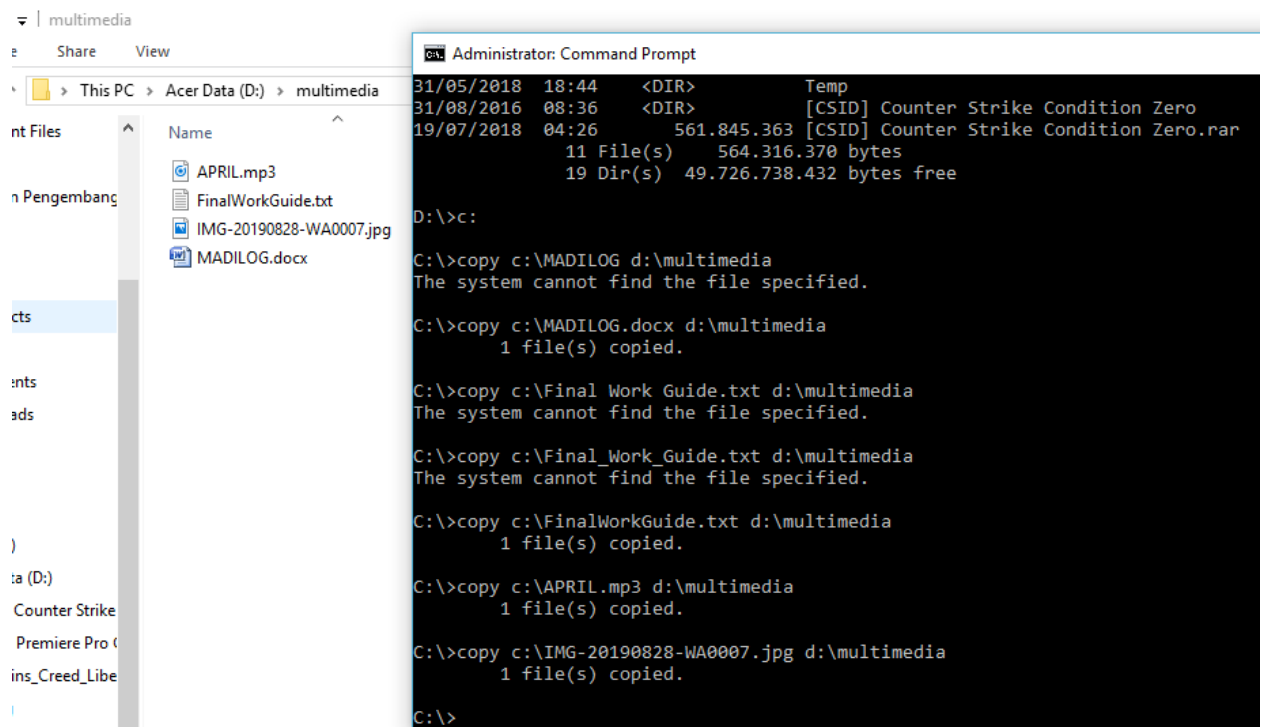 multimedia
e Share View
This PC > Acer Data (D:) > multimedia
nt Files
n Pengembang
cts
ents
ads
)
ta (D:)
Counter Strike
Premiere Pro
ins_Creed_Libe
Name
APRIL.mp3
FinalWorkGuide.txt
IMG-20190828-WA0007.jpg
MADILOG.docx
Administrator: Command Prompt
31/05/2018 18:44 <DIR> Temp
31/08/2016 08:36 <DIR> [CSID] Counter Strike Condition Zero
19/07/2018 04:26 561.845.363 [CSID] Counter Strike Condition Zero.rar
11 File(s) 564.316.370 bytes
19 Dir(s) 49.726.738.432 bytes free
D:\>c:
C:\>copy c:\MADILOG d:\multimedia
The system cannot find the file specified.
C:\>copy c:\MADILOG.docx d:\multimedia
1 file(s) copied.
C:\>copy c:\Final Work Guide.txt d:\multimedia
The system cannot find the file specified.
C:\>copy c:\Final_Work_Guide.txt d:\multimedia
The system cannot find the file specified.
C:\>copy c:\FinalWorkGuide.txt d:\multimedia
1 file(s) copied.
C:\>copy c:\APRIL.mp3 d:\multimedia
1 file(s) copied.
C:\>copy c:\IMG-20190828-WA0007.jpg d:\multimedia
1 file(s) copied.
C:\>